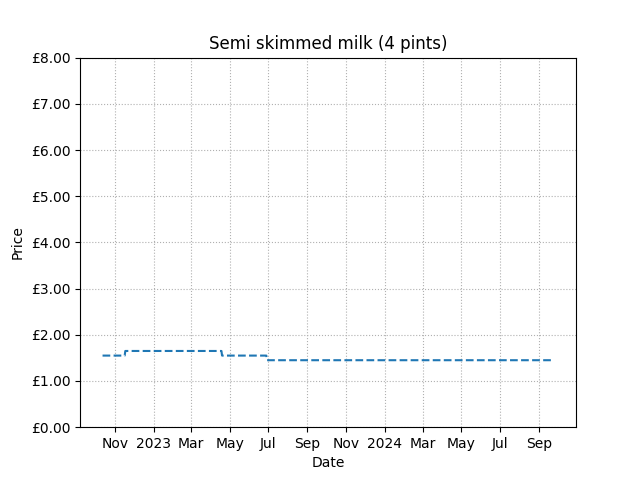 Semi skimmed milk (4 pints)
£8.00
£7.00
£6.00
£5.00
£4.00
£3.00
£2.00
£1.00
£0.00
Price
Nov 2023 Mar May Jul Sep Nov 2024 Mar May Jul Sep
Date